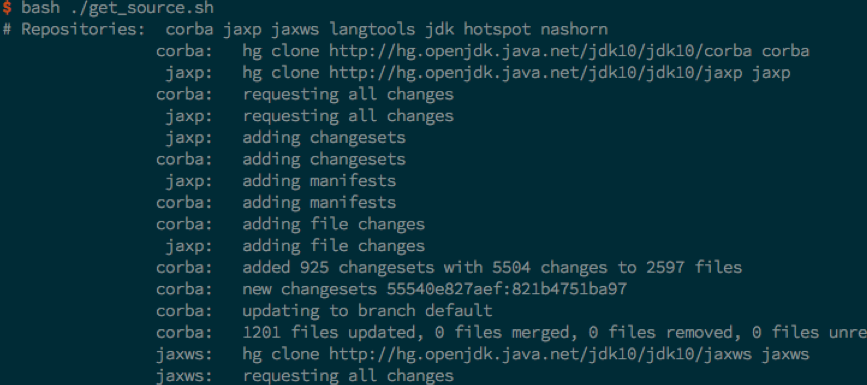 $ bash ./get_source.sh
# Repositories:  corba jaxp jaxws langtools jdk hotspot nashorn
corba:   hg clone http://hg.openjdk.java.net/jdk10/jdk10/corba corba
jaxp:   hg clone http://hg.openjdk.java.net/jdk10/jdk10/jaxp jaxp
corba:   requesting all changes
jaxp:   requesting all changes
jaxp:   adding changesets
corba:   adding changesets
jaxp:   adding manifests
corba:   adding manifests
corba:   adding file changes
jaxp:   adding file changes
corba:   added 925 changesets with 5504 changes to 2597 files
corba:   new changesets 55540e827aef:821b4751ba97
corba:   updating to branch default
corba:   1201 files updated, 0 files merged, 0 files removed, 0 files unre
jaxws:   hg clone http://hg.openjdk.java.net/jdk10/jdk10/jaxws jaxws
jaxws:   requesting all changes